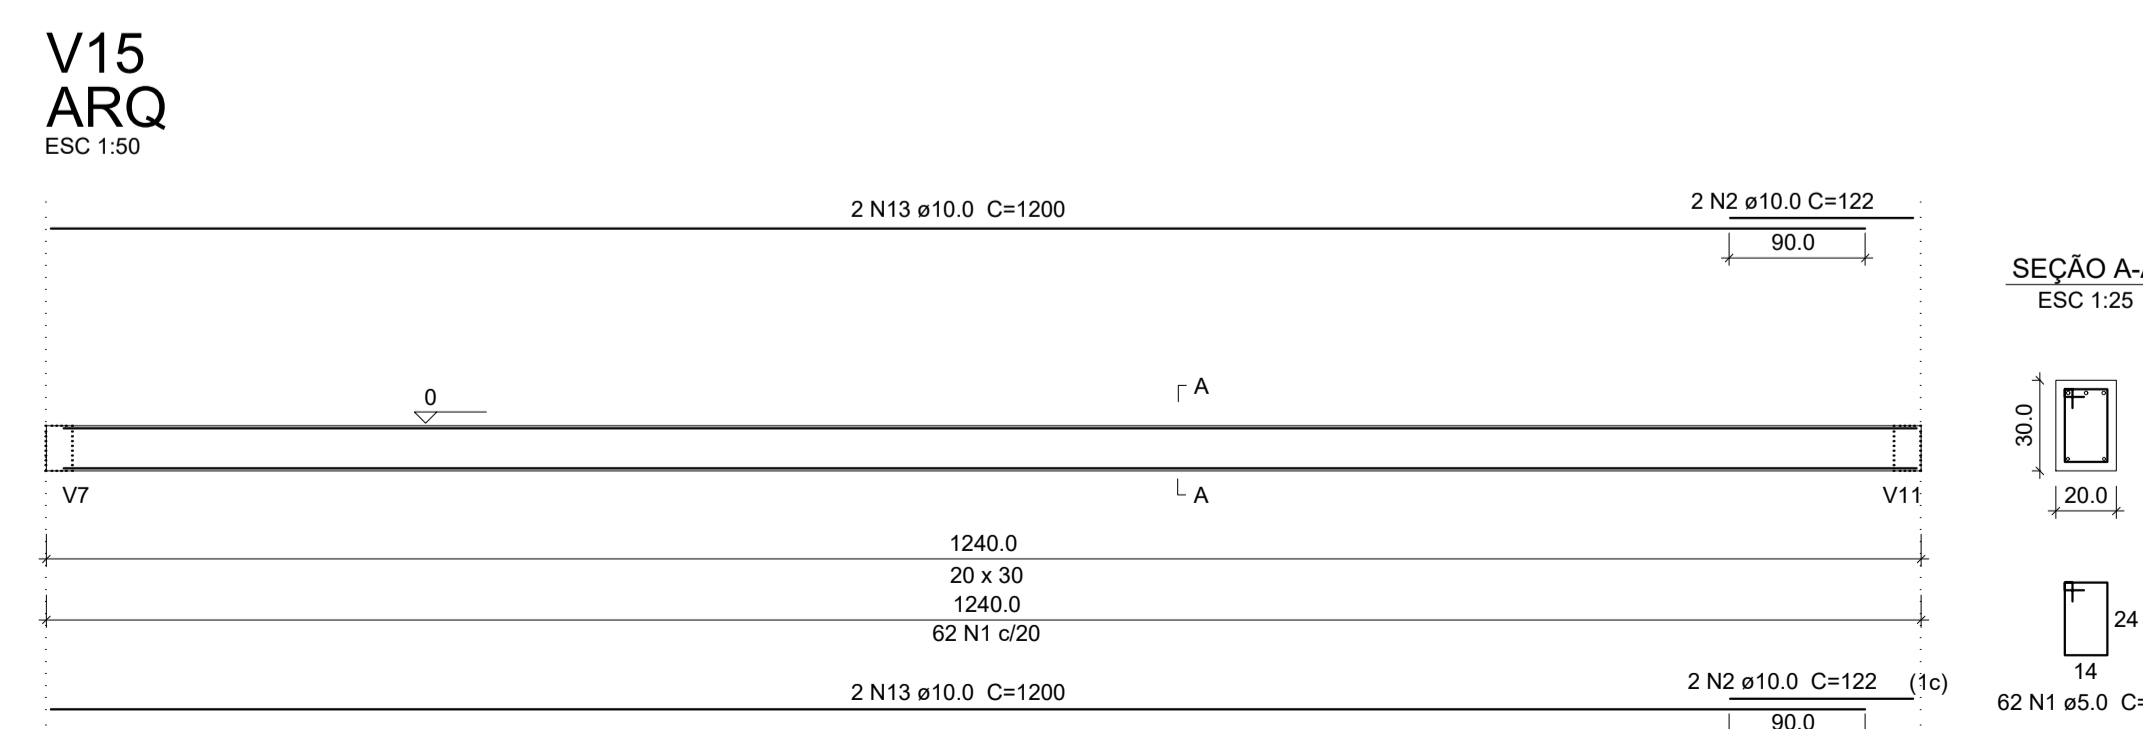 V15
ARQ
ESC 1:50
2 N13 ø10.0 C=1200
2 N2 ø10.0 C=122
90.0
SEÇÃO A-A
ESC 1:25
0
A
30.0
V7
A
V11
20.0
1240.0
20 x 30
1240.0
62 N1 c/20
24
14
2 N13 ø10.0 C=1200
2 N2 ø10.0 C=122
(1c)
62 N1 ø5.0 C=
90.0